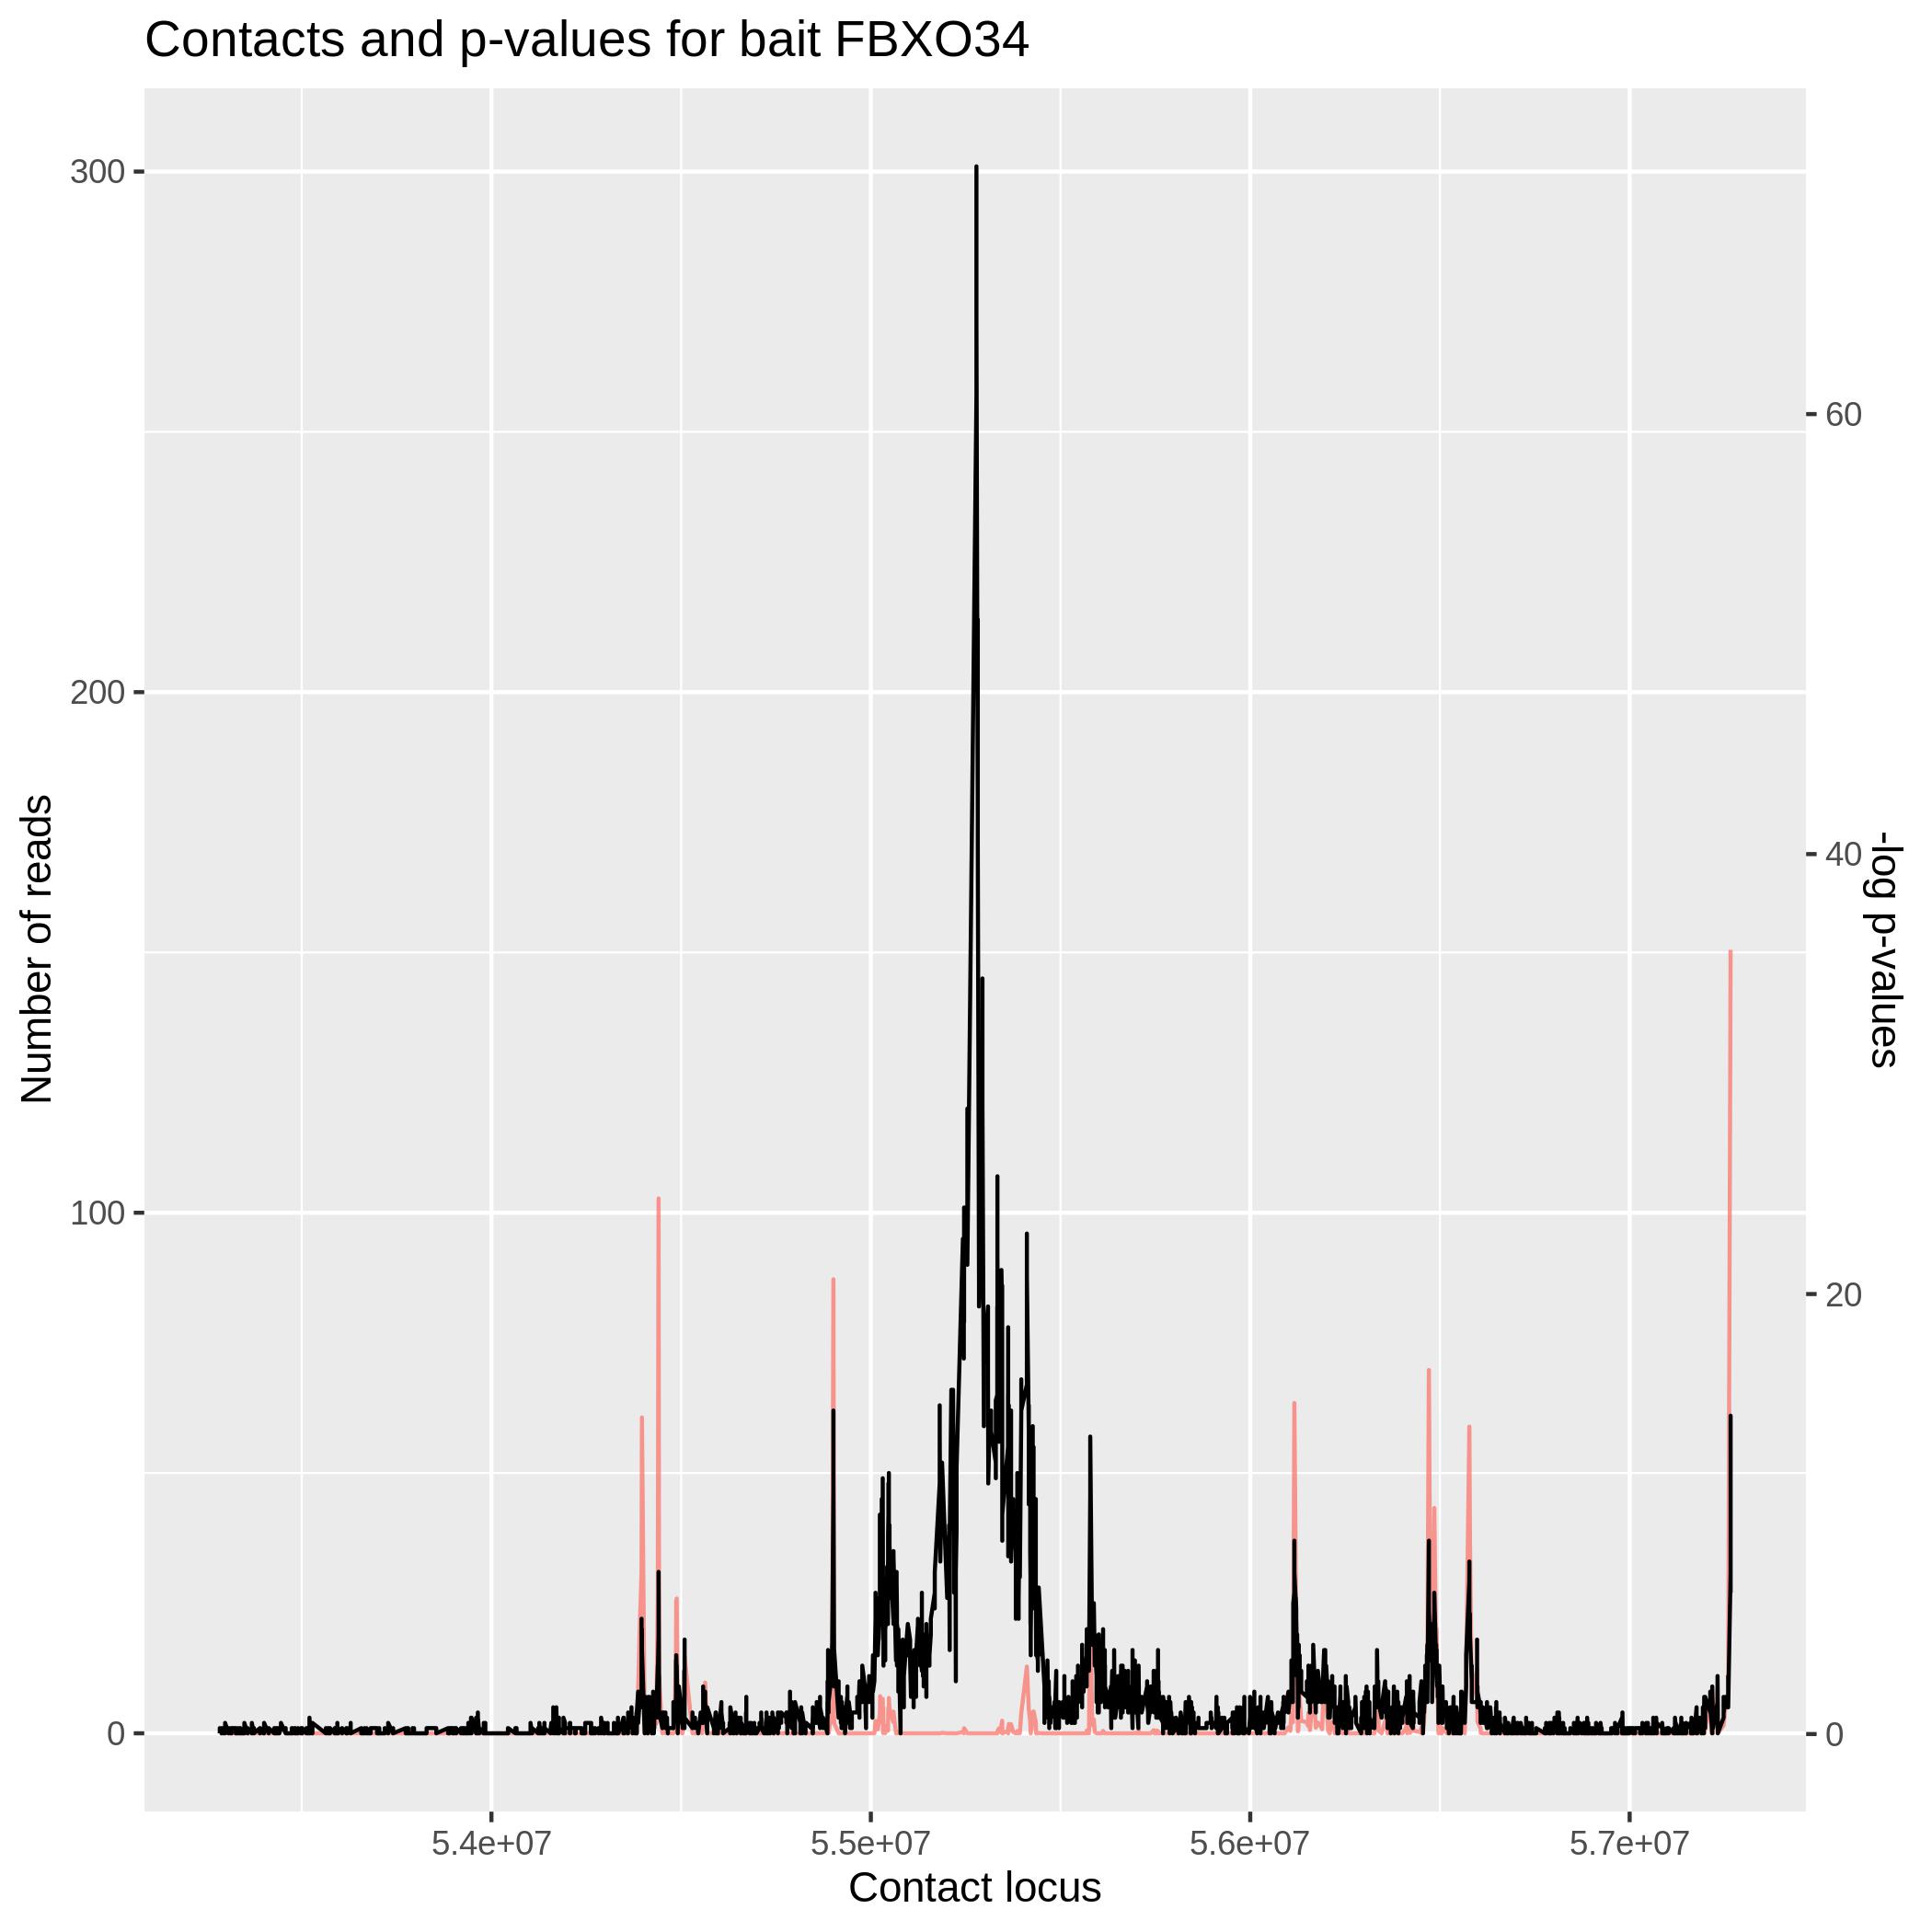 Contacts and p-values for bait FBXO34
300
200
100
0
Number of reads
60
40
20
0
-log p-values
5.4e+07
5.5e+07
5.6e+07
5.7e+07
Contact locus